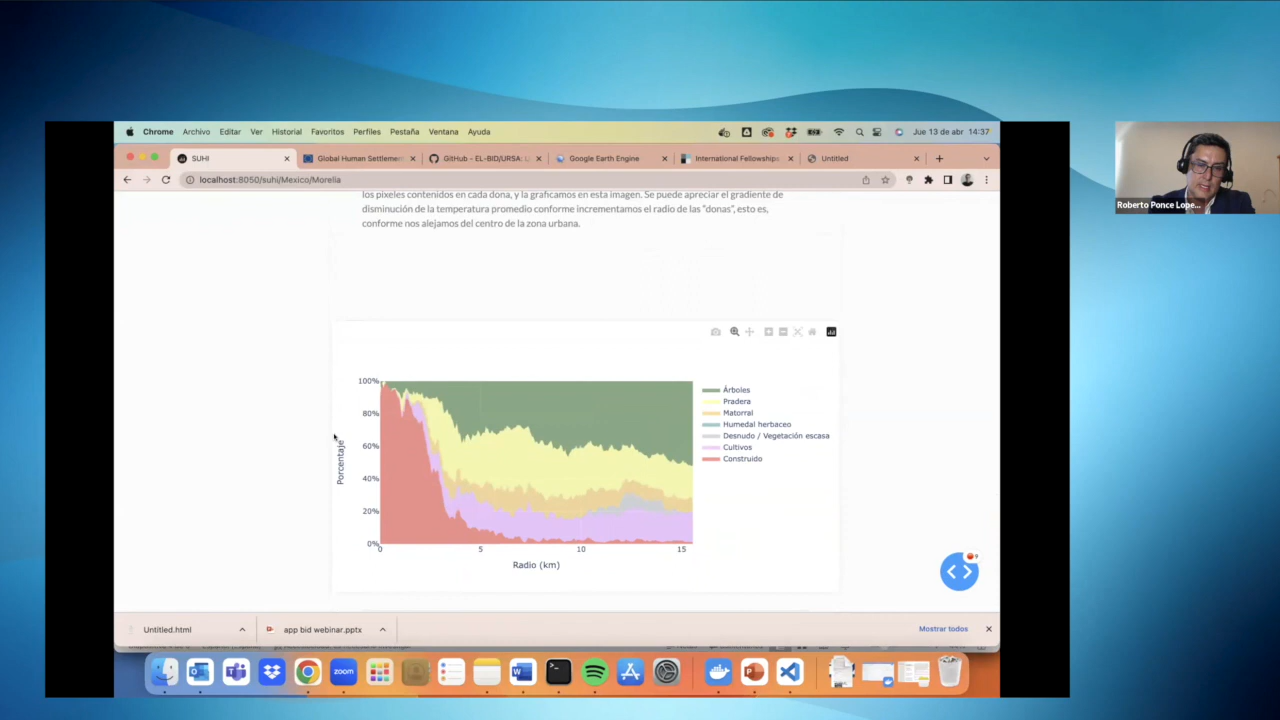 Chrome Archivo Editar Ver Historial Favoritos Perfiles Pestaña Ventana Ayuda
Jue 13 de abr 14:37
SUHI
Global Human Settleme
GitHub - EL-BID/URSA: U
Google Earth Engine
International Fellowships
Untitled
localhost:8050/suhi/Mexico/Morelia
los pixeles contenidos en cada dona, y la graficamos en esta imagen. Se puede apreciar el gradiente de
disminución de la temperatura promedio conforme incrementamos el radio de las "donas", esto es,
conforme nos alejamos del centro de la zona urbana.
100%
80%
60%
40%
20%
0%
Porcentaje
0 5 10 15
Radio (km)
Árboles
Pradera
Matorral
Humedal herbaceo
Desnudo / Vegetación escasa
Cultivos
Construido
9
Untitled.html
app bid webinar.pptx
Mostrar todos
zoom
Roberto Ponce Lope...